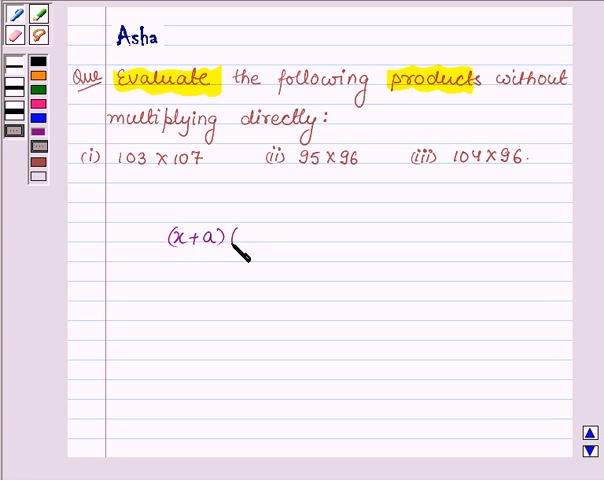 Asha
Que Evaluate the following products without
multiplying directly:
(i) 103 × 107 (ii) 95 × 96 (iii) 104 × 96.
(x + a) (